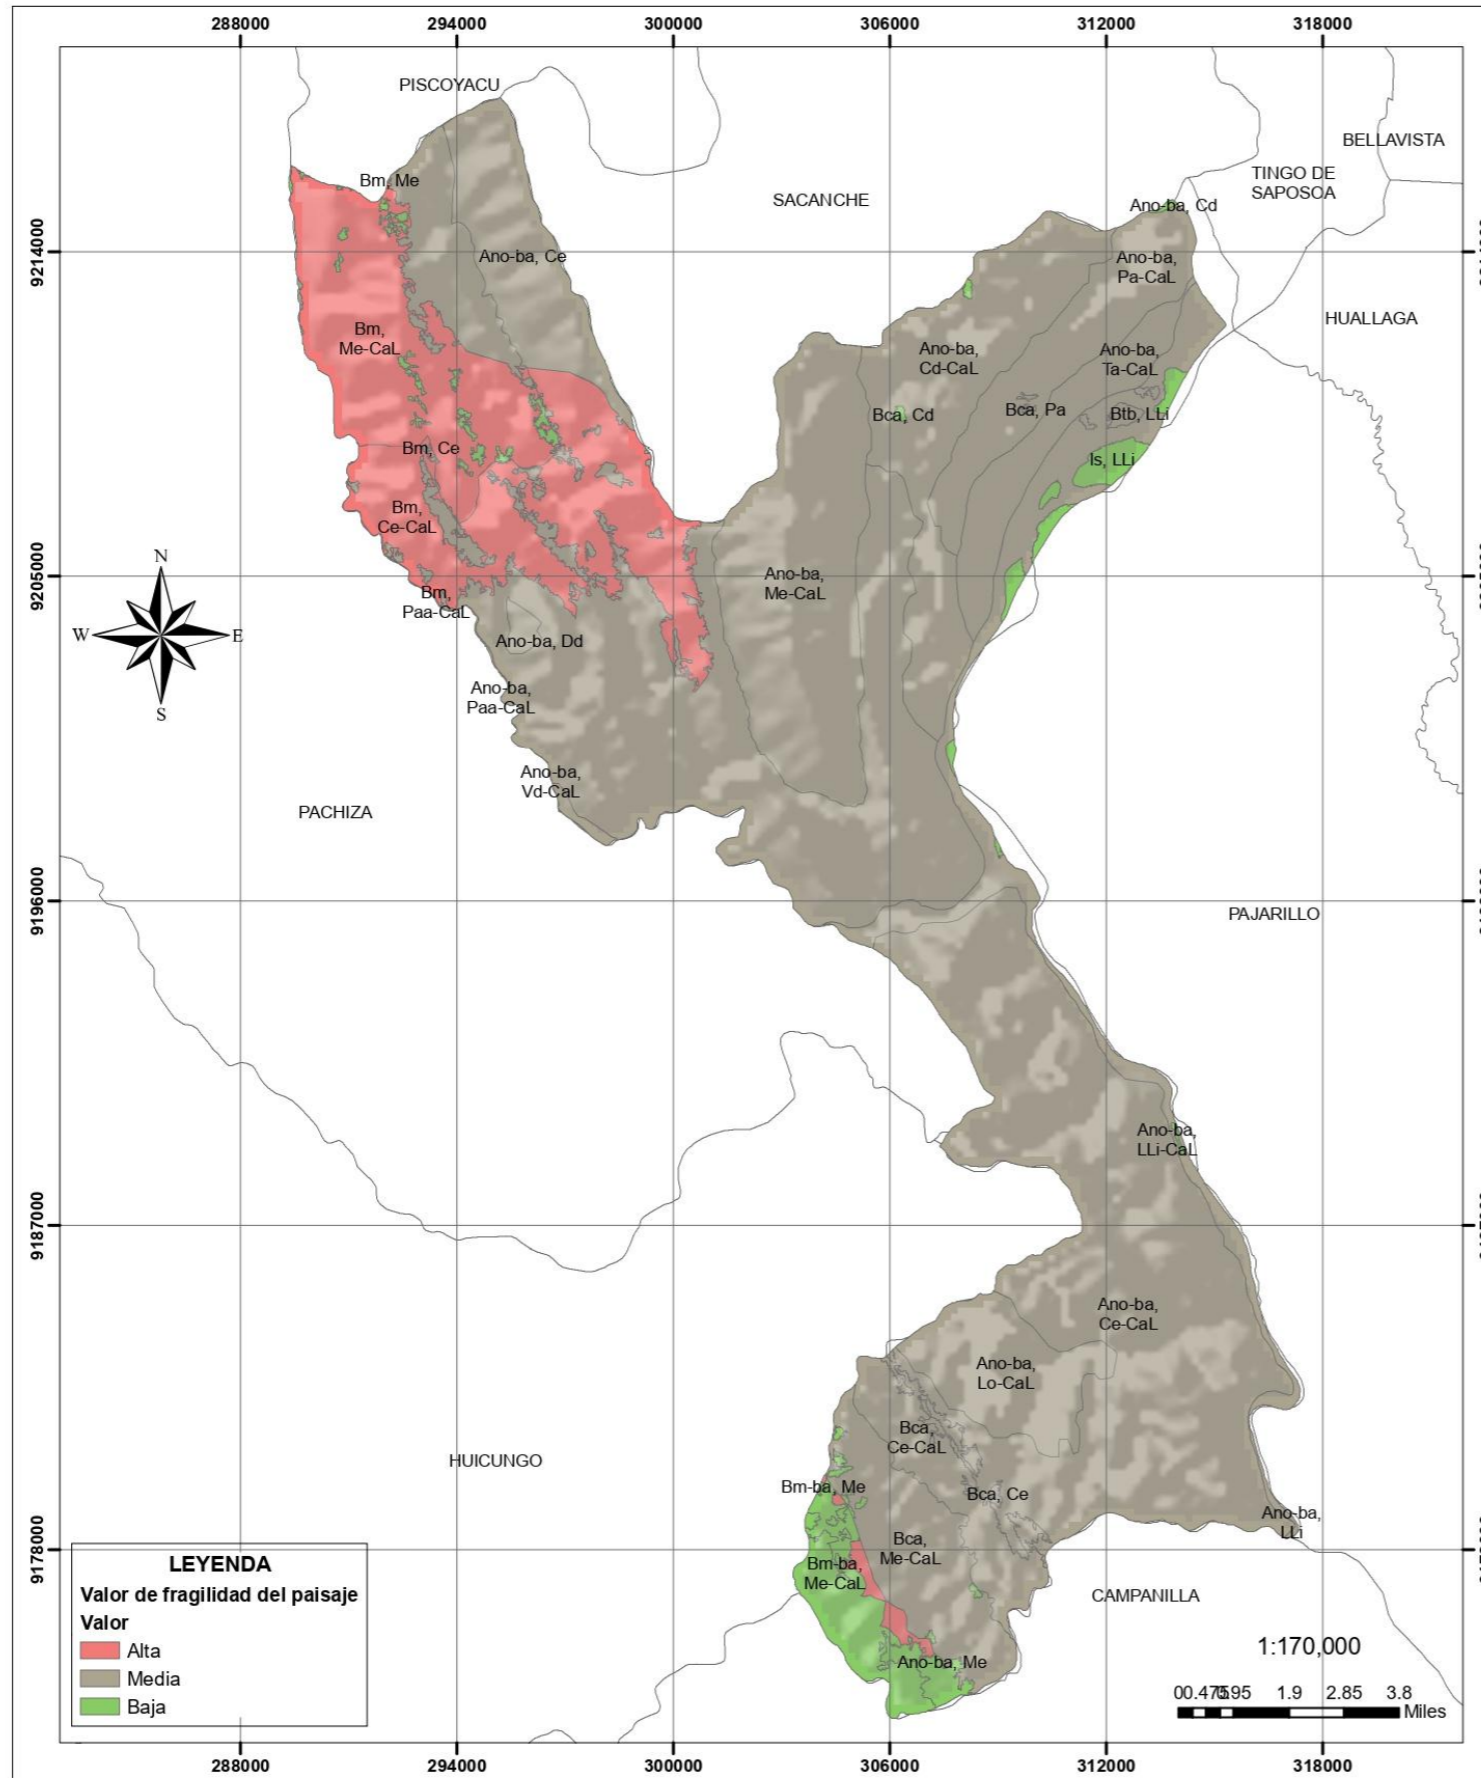 288000 294000 300000 306000 312000 318000
PISCOYACU
BELLAVISTA
TINGO DE
SAPOSOA
Bm, Me
SACANCHE
Ano-ba, Cd
9214000
Ano-ba, Ce
Ano-ba,
Pa-CaL
HUALLAGA
Bm,
Me-CaL
Ano-ba,
Cd-CaL
Ano-ba,
Ta-CaL
Bca, Cd
Bca, Pa
Btb, LLi
Bm, Ce
Is, LLi
Bm,
Ce-CaL
N
9205000
Ano-ba,
Me-CaL
Bm,
Paa-CaL
W E
Ano-ba, Dd
Ano-ba,
Paa-CaL
S
Ano-ba,
Vd-CaL
PACHIZA
9196000
PAJARILLO
Ano-ba,
LLi-CaL
9187000
Ano-ba,
Ce-CaL
Ano-ba,
Lo-CaL
Bca,
Ce-CaL
HUICUNGO
Bm-ba, Me
Bca, Ce
Ano-ba,
LLi
9178000
Bca,
Me-CaL
Bm-ba,
Me-CaL
CAMPANILLA
LEYENDA
Valor de fragilidad del paisaje
Valor
Alta
Media
Baja
Ano-ba, Me
1:170,000
0 0.475 0.95 1.9 2.85 3.8
Miles
288000 294000 300000 306000 312000 318000